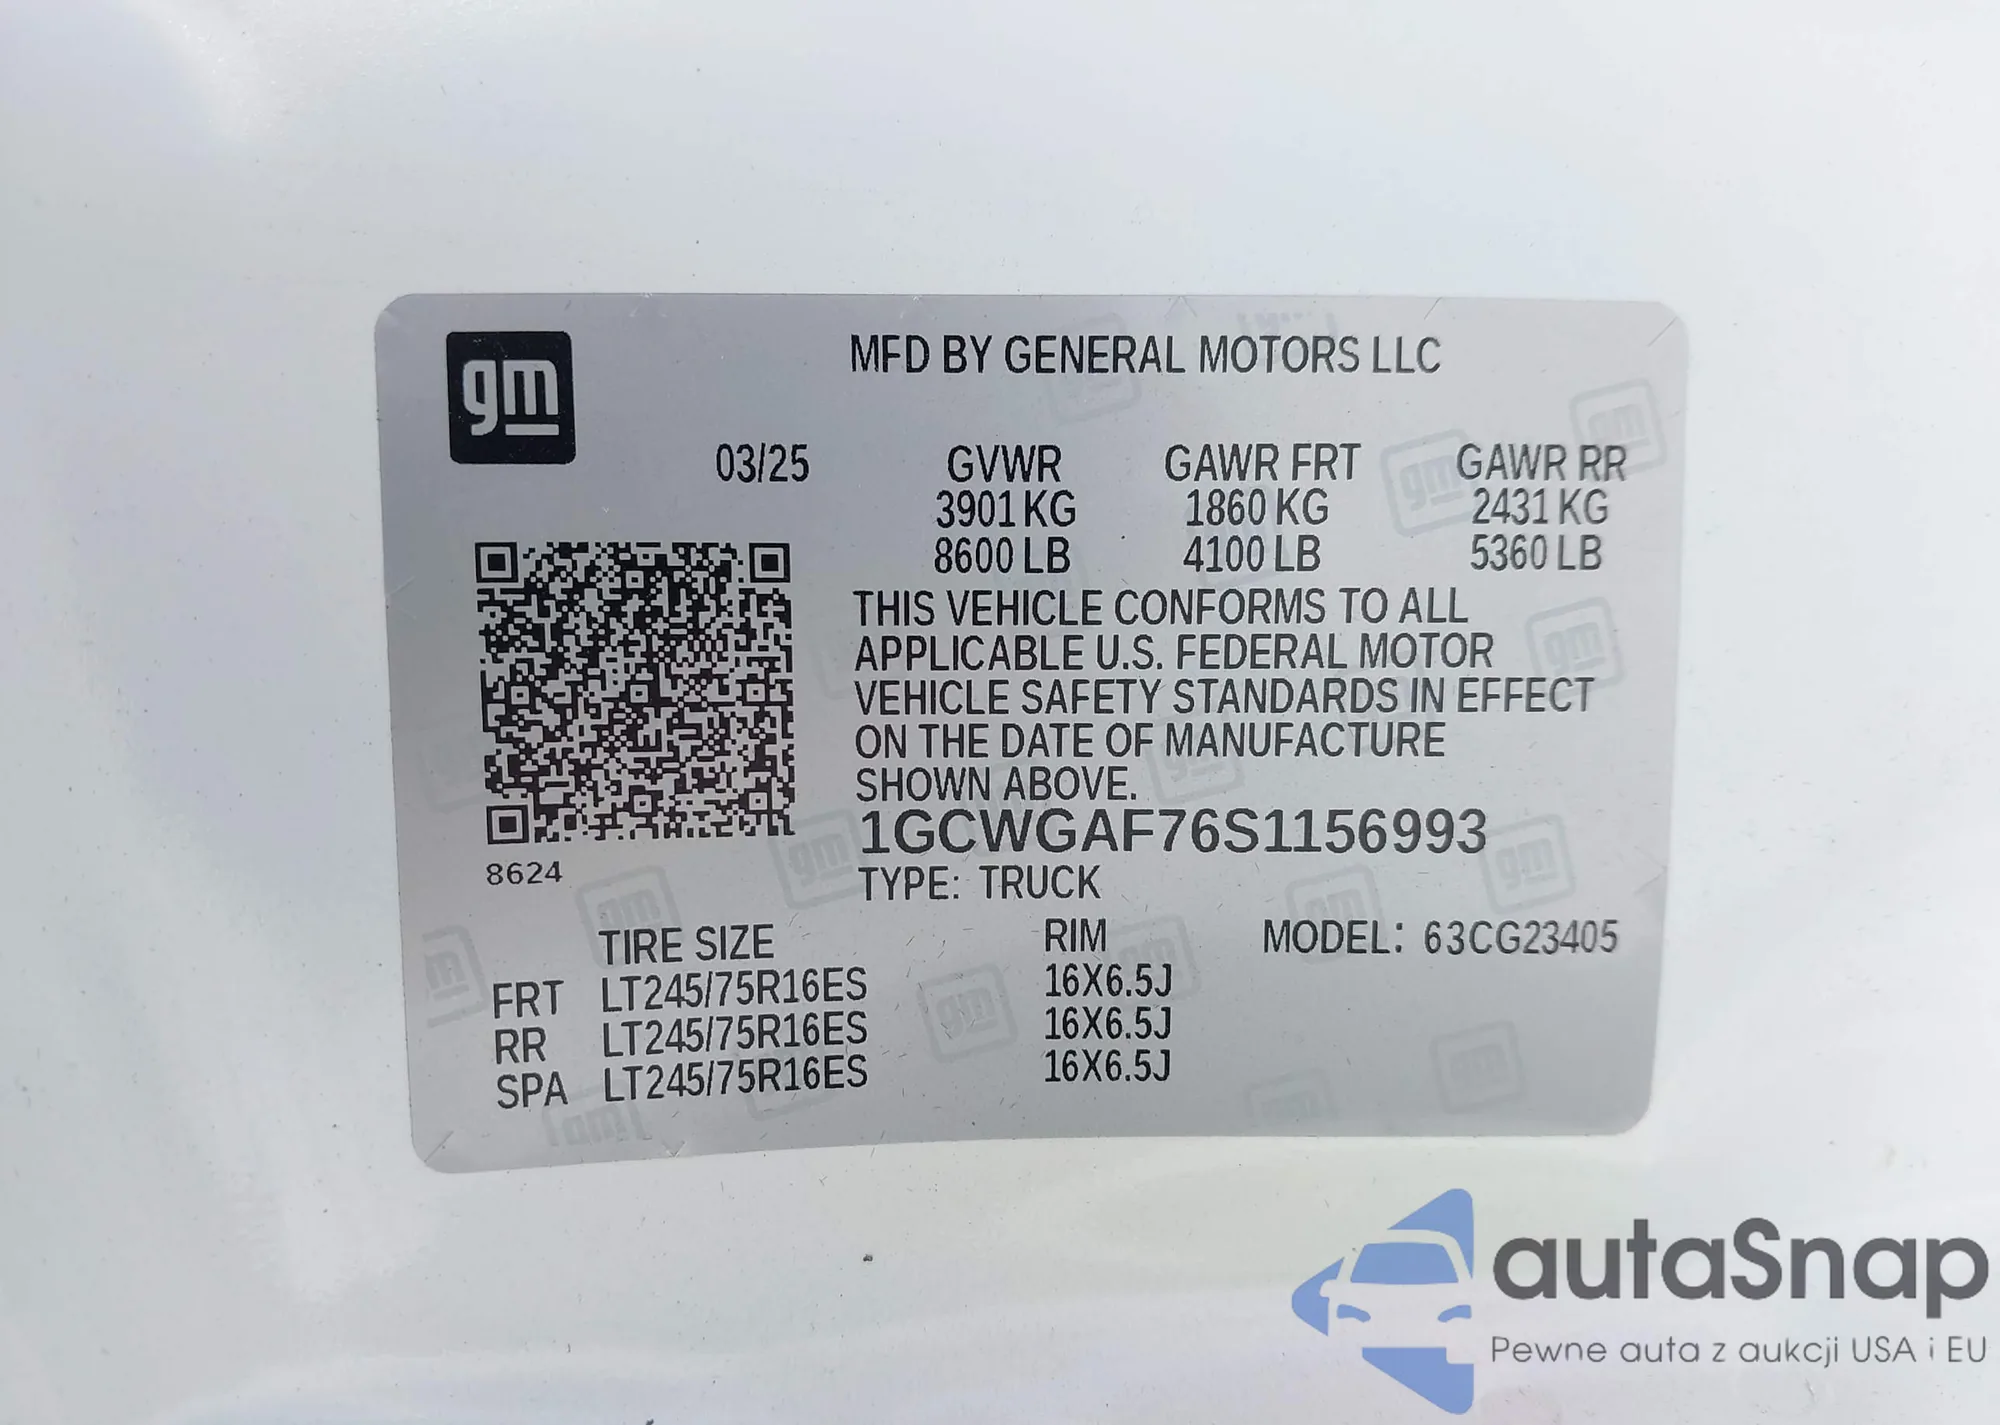 gm
MFD BY GENERAL MOTORS LLC
03/25 GVWR GAWR FRT GAWR RR
3901 KG 1860 KG 2431 KG
8600 LB 4100 LB 5360 LB
THIS VEHICLE CONFORMS TO ALL
APPLICABLE U.S. FEDERAL MOTOR
VEHICLE SAFETY STANDARDS IN EFFECT
ON THE DATE OF MANUFACTURE
SHOWN ABOVE.
1GCWGAF76S1156993
8624
TYPE: TRUCK
TIRE SIZE RIM MODEL: 63CG23405
FRT LT245/75R16ES 16X6.5J
RR LT245/75R16ES 16X6.5J
SPA LT245/75R16ES 16X6.5J
autaSnap
Pewne auta z aukcji USA i EU